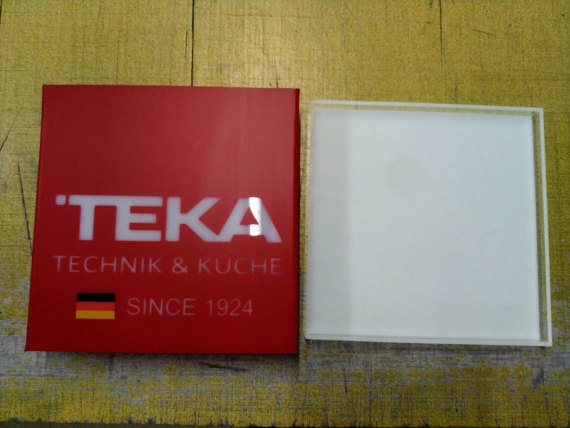 TEKA
TECHNIK & KÜCHE
SINCE 1924